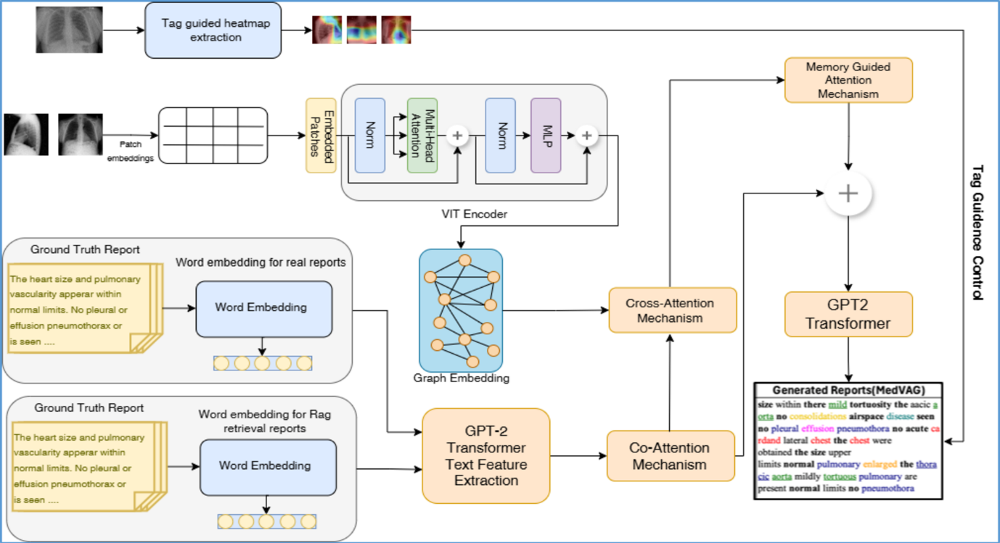 Tag guided heatmap
extraction
Memory Guided
Attention
Mechanism
Patch
embeddings
Embedded
Patches
Norm
Multi-Head
Attention
Norm
MLP
VIT Encoder
Tag Guidence Control
Ground Truth Report
Word embedding for real reports
The heart size and pulmonary
vascularity apperar within
normal limits. No pleural or
effusion pneumothorax or
is seen ....
Word Embedding
Graph Embedding
Cross-Attention
Mechanism
GPT2
Transformer
Ground Truth Report
Word embedding for Rag
retrieval reports
The heart size and pulmonary
vascularity apperar within
normal limits. No pleural or
effusion pneumothorax or
is seen ....
Word Embedding
GPT-2
Transformer
Text Feature
Extraction
Co-Attention
Mechanism
Generated Reports(MedVAG)
size within there mild tortuosity the aacic a
orta no consolidations airspace disease seen
no pleural effusion pneumothora no acute ca
rdand lateral chest the chest were
obtained the size upper
limits normal pulmonary enlarged the thora
cic aorta mildly tortuous pulmonary are
present normal limits no pneumothora